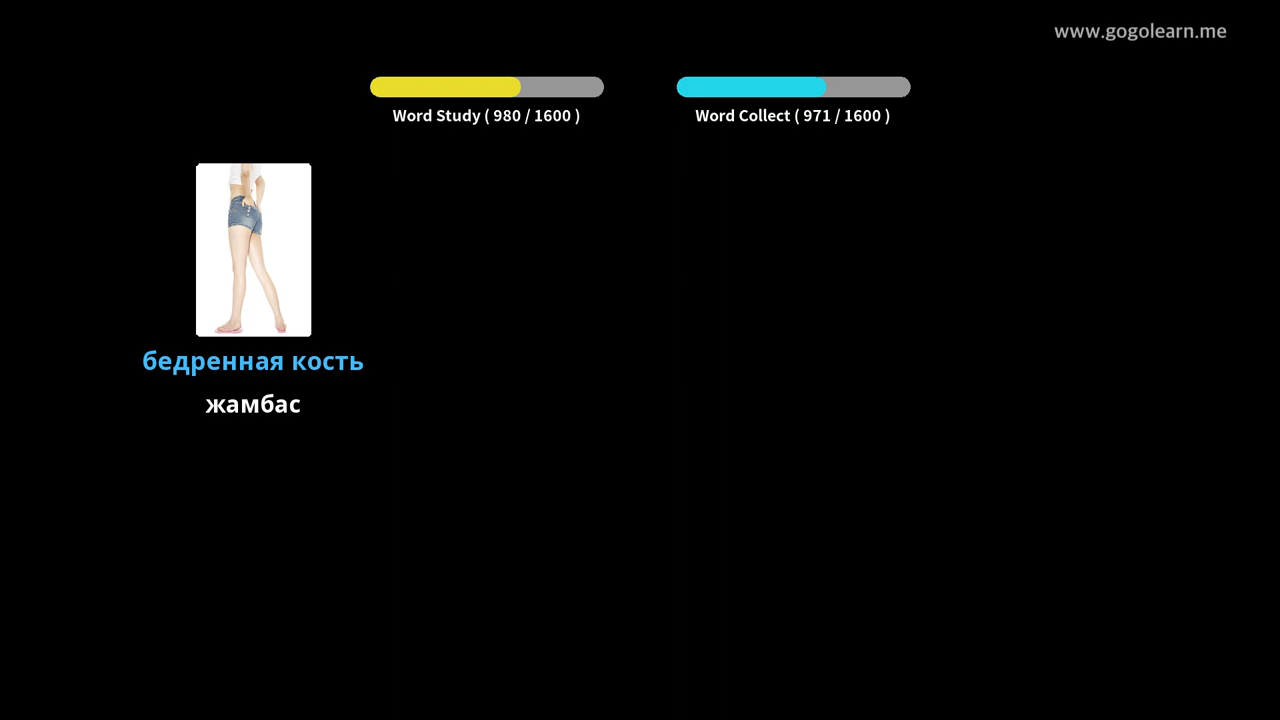 www.gogolearn.me
Word Study ( 980 / 1600 )
Word Collect ( 971 / 1600 )
бедренная кость
жамбас